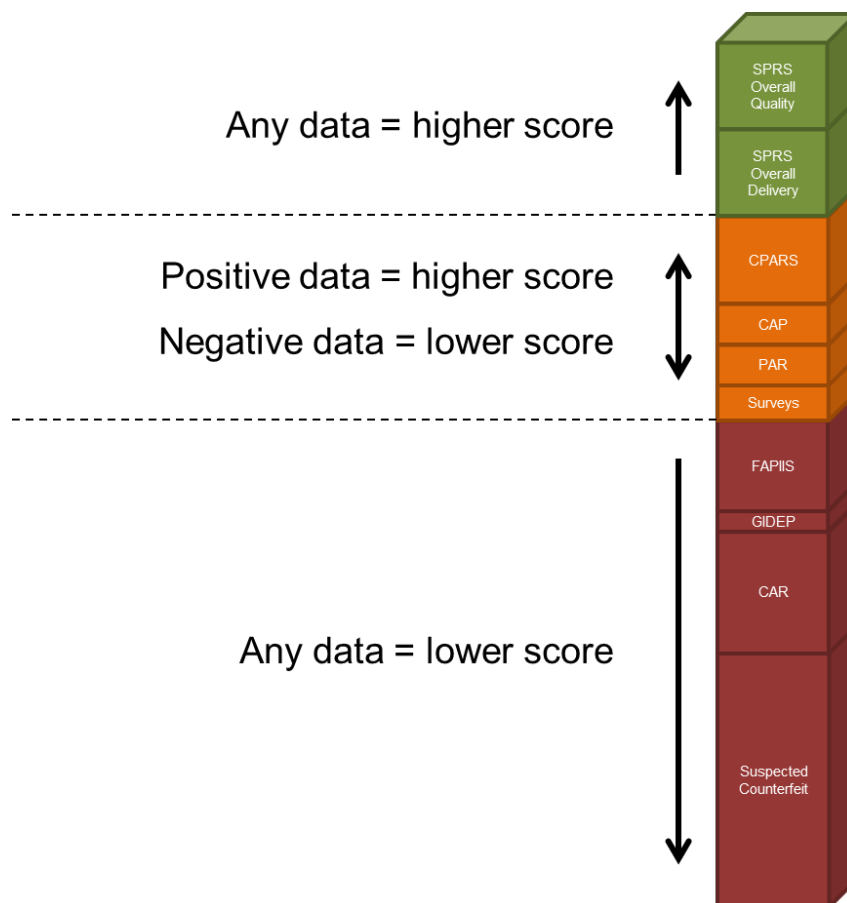 SPRS
Overall
Quality
Any data = higher score
SPRS
Overall
Delivery
CPARS
Positive data = higher score
CAP
Negative data = lower score
PAR
Surveys
FAPIIS
GIDEP
CAR
Any data = lower score
Suspected
Counterfeit